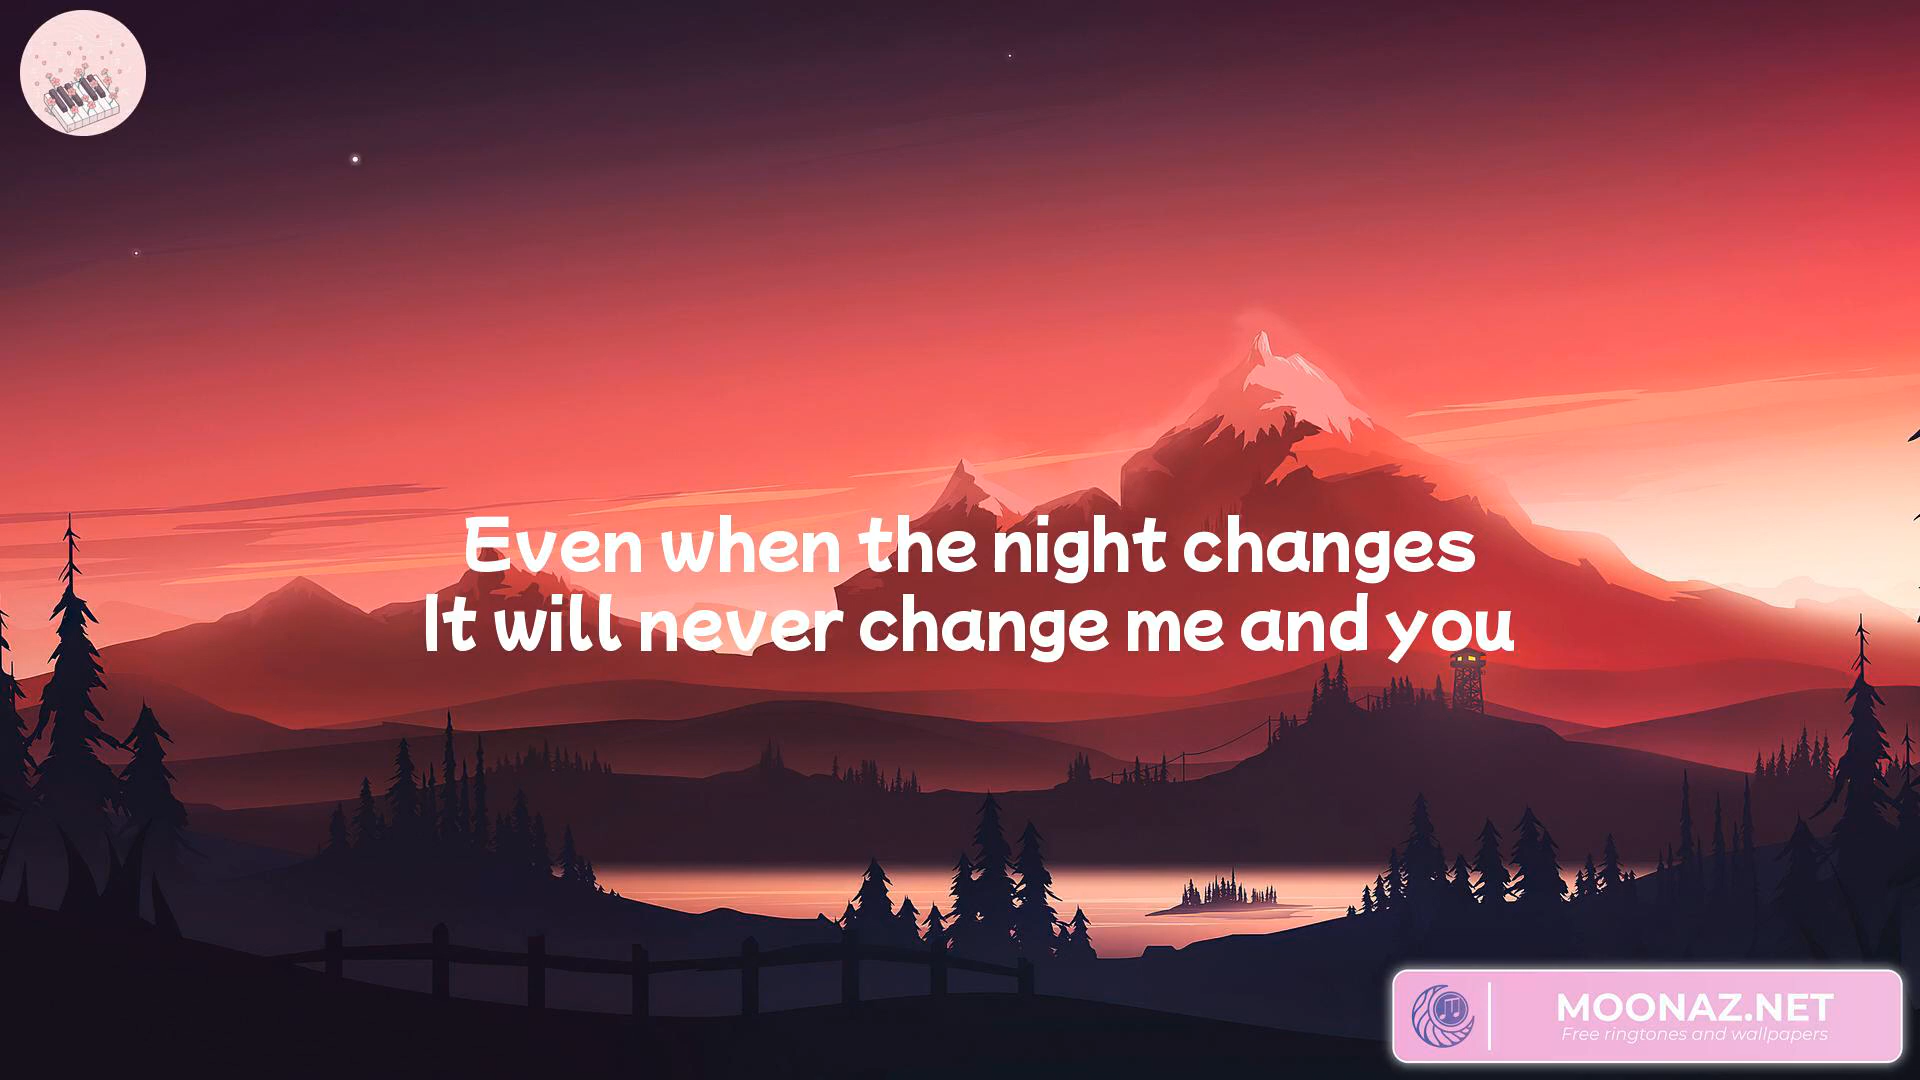 Even when the night changes
It will never change me and you
MOONAZ.NET
Free ringtones and wallpapers